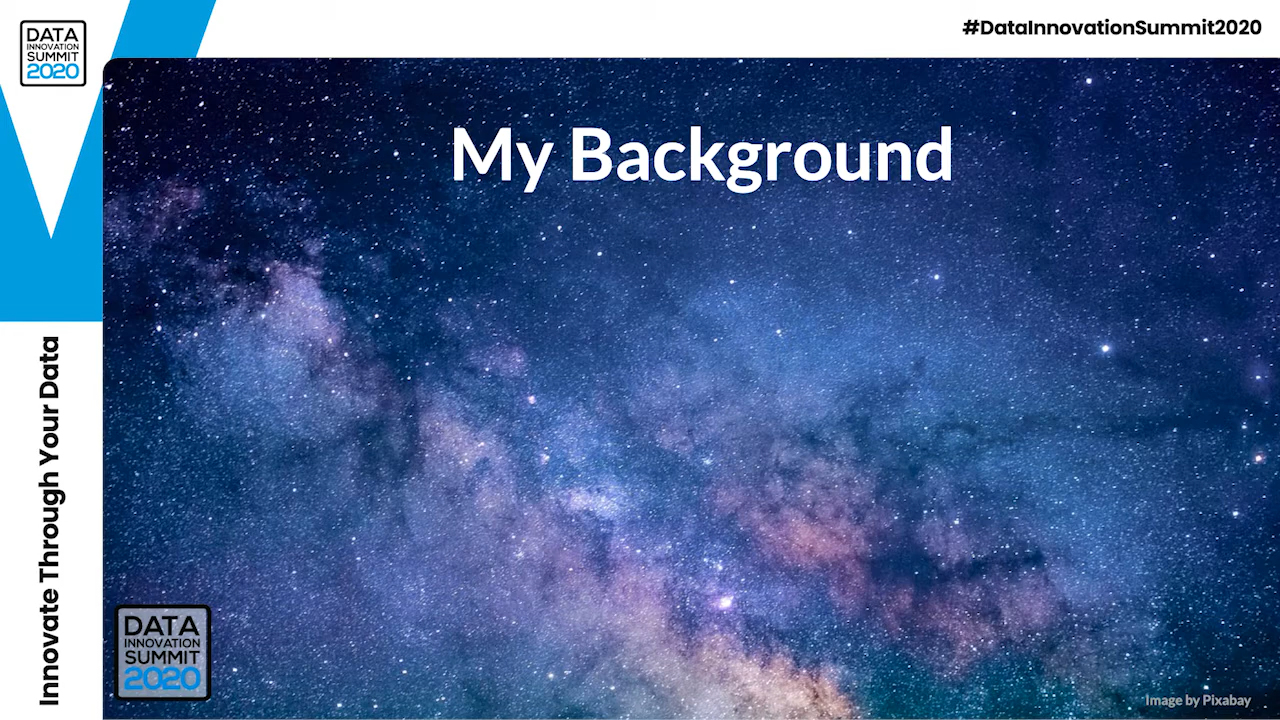 DATA
INNOVATION
SUMMIT
2020
#DataInnovationSummit2020
My Background
Innovate Through Your Data
DATA
INNOVATION
SUMMIT
2020
Image by Pixabay